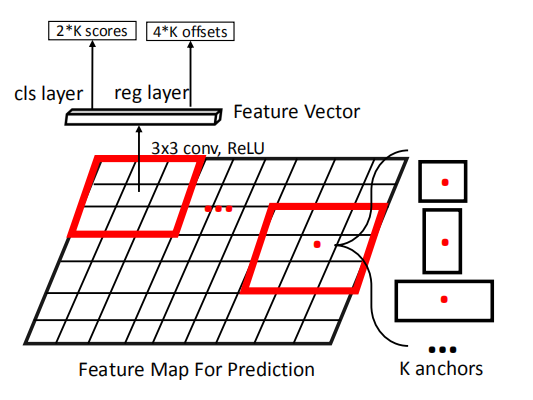 2*K scores
4*K offsets
cls layer
reg layer
Feature Vector
3x3 conv, ReLU
Feature Map For Prediction
K anchors